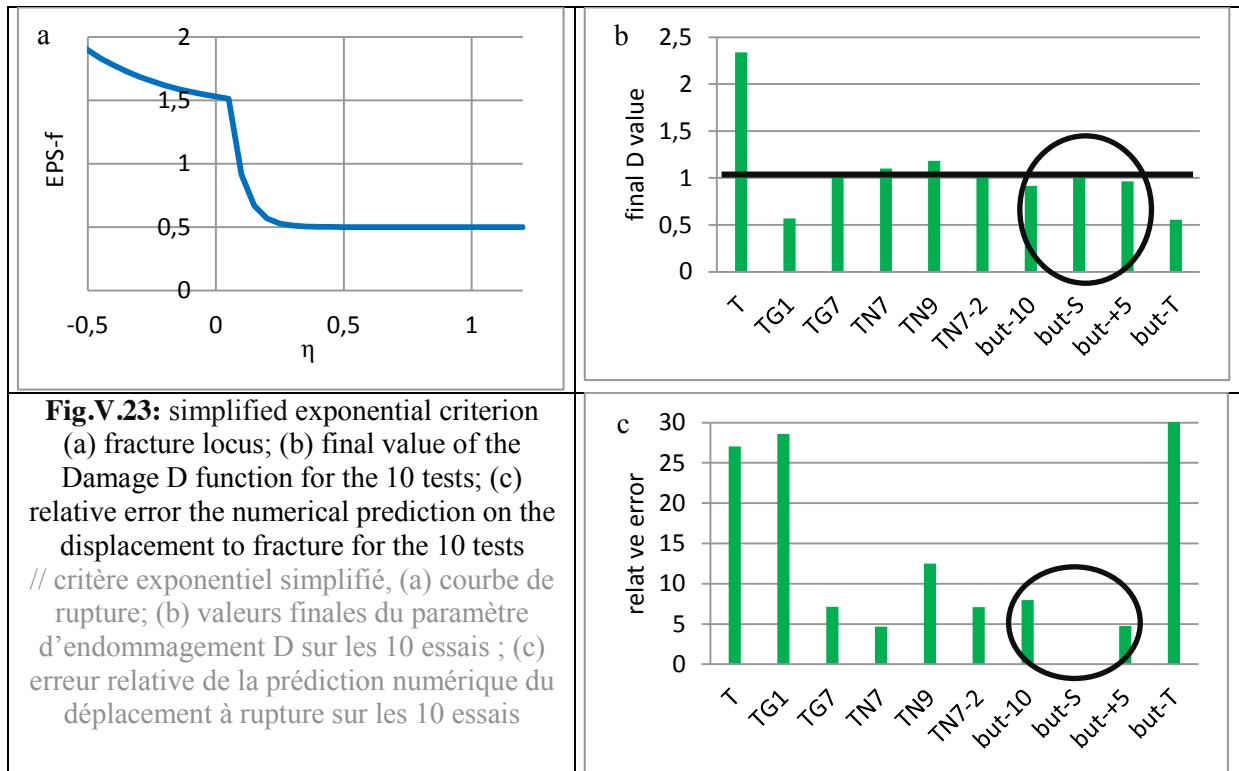 a
2
1,5
1
0,5
0
-0,5
0
0,5
1
EPS-f
η
b
2,5
2
1,5
1
0,5
0
final D value
T
TG1
TG7
TN7
TN9
TN7-2
but-10
but-S
but-+5
but-T
Fig.V.23: simplified exponential criterion
(a) fracture locus; (b) final value of the
Damage D function for the 10 tests; (c)
relative error the numerical prediction on the
displacement to fracture for the 10 tests
// critère exponentiel simplifié, (a) courbe de
rupture; (b) valeurs finales du paramètre
d'endommagement D sur les 10 essais ; (c)
erreur relative de la prédiction numérique du
déplacement à rupture sur les 10 essais
c
30
25
20
15
10
5
0
relat ve error
T
TG1
TG7
TN7
TN9
TN7-2
but-10
but-S
but-+5
but-T